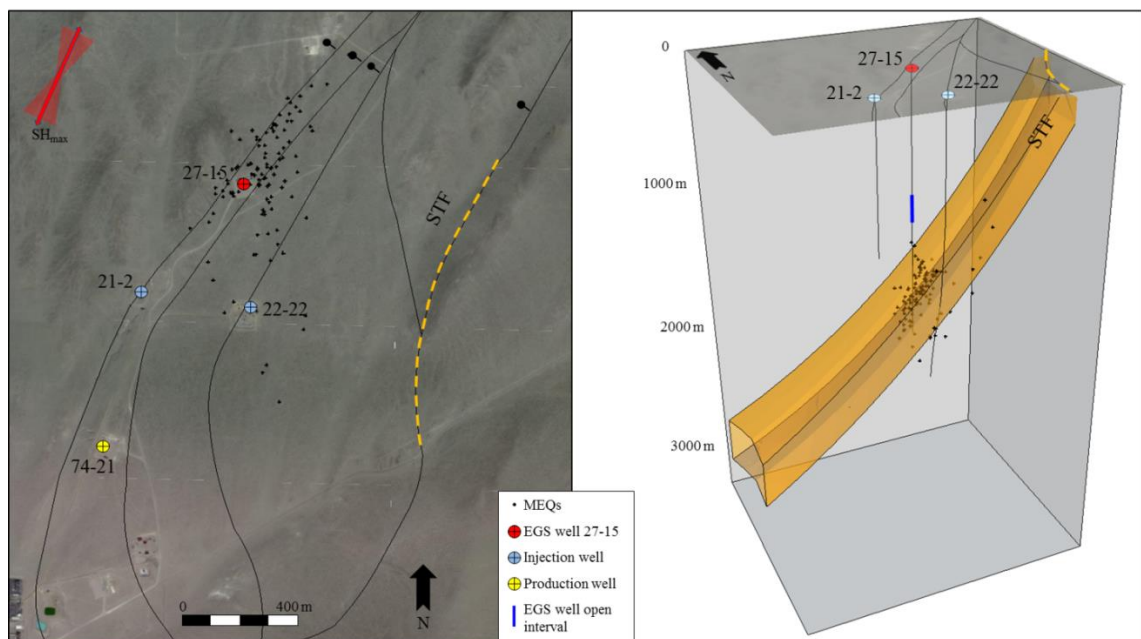 SHmax
27-15
STF
21-2
22-22
74-21
0 400 m
N
MEQs
EGS well 27-15
Injection well
Production well
EGS well open
interval
0
N
27-15
21-2
22-22
STF
1000 m
2000 m
3000 m